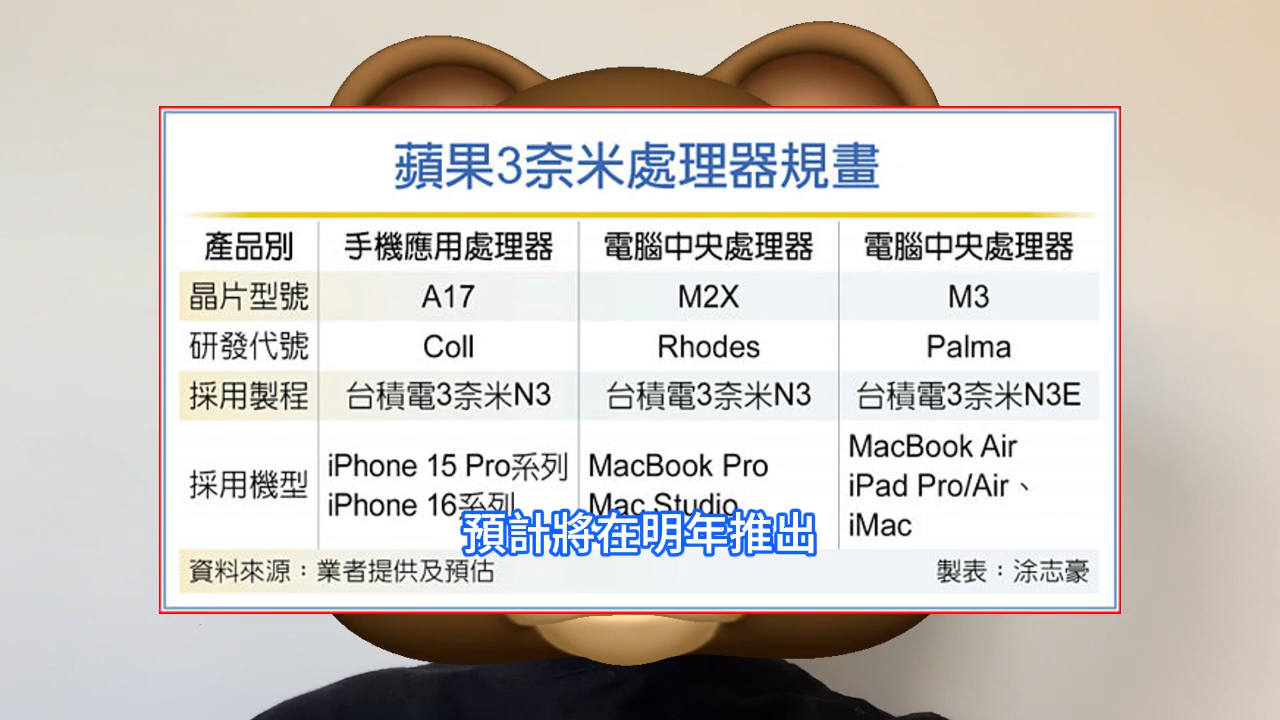 蘋果3奈米處理器規畫
產品別 手機應用處理器 電腦中央處理器 電腦中央處理器
晶片型號 A17 M2X M3
研發代號 Coll Rhodes Palma
採用製程 台積電3奈米N3 台積電3奈米N3 台積電3奈米N3E
採用機型 iPhone 15 Pro系列 MacBook Pro MacBook Air
iPhone 16系列 Mac Studio iPad Pro/Air、
iMac
預計將在明年推出
資料來源：業者提供及預估 製表：涂志豪